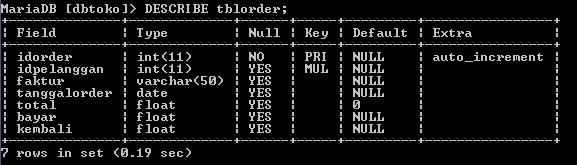 MariaDB [dbtoko]> DESCRIBE tblorder;
+--------------+-------------+------+-----+---------+----------------+
| Field        | Type        | Null | Key | Default | Extra          |
+--------------+-------------+------+-----+---------+----------------+
| idorder      | int(11)     | NO   | PRI | NULL    | auto_increment |
| idpelanggan  | int(11)     | YES  | MUL | NULL    |                |
| faktur       | varchar(50) | YES  |     | NULL    |                |
| tanggalorder | date        | YES  |     | NULL    |                |
| total        | float       | YES  |     | 0       |                |
| bayar        | float       | YES  |     | NULL    |                |
| kembali      | float       | YES  |     | NULL    |                |
+--------------+-------------+------+-----+---------+----------------+
7 rows in set (0.19 sec)